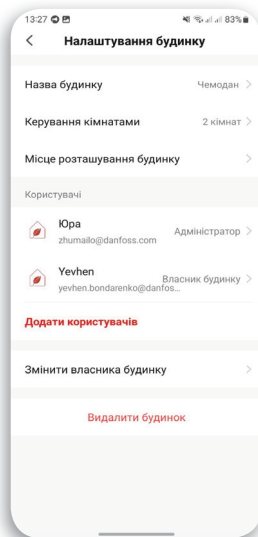 13:27 83%
Налаштування будинку
Назва будинку Чемодан
Керування кімнатами 2 кімнат
Місце розташування будинку
Користувачі
Юра Адміністратор
zhumailo@danfoss.com
Yevhen Власник будинку
yevhen.bondarenko@danfos...
Додати користувачів
Змінити власника будинку
Видалити будинок